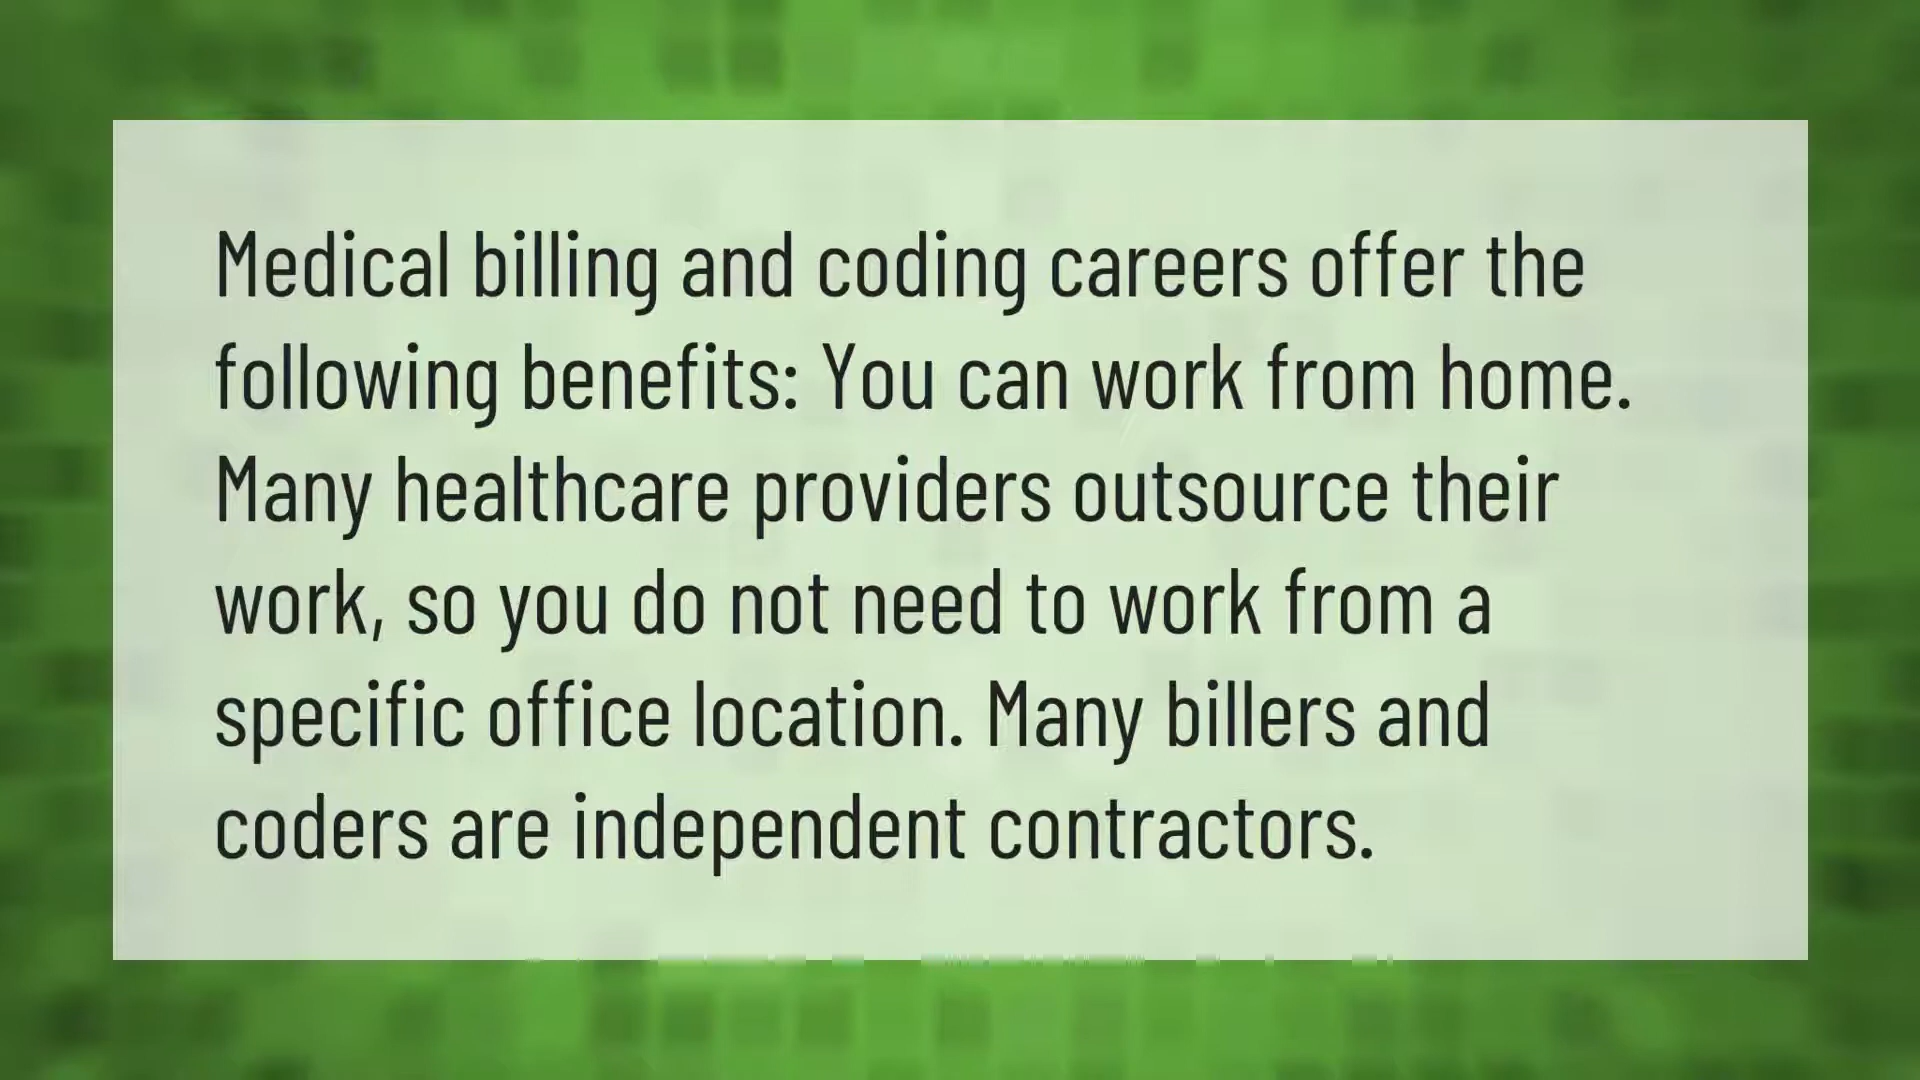 Medical billing and coding careers offer the
following benefits: You can work from home.
Many healthcare providers outsource their
work, so you do not need to work from a
specific office location. Many billers and
coders are independent contractors.